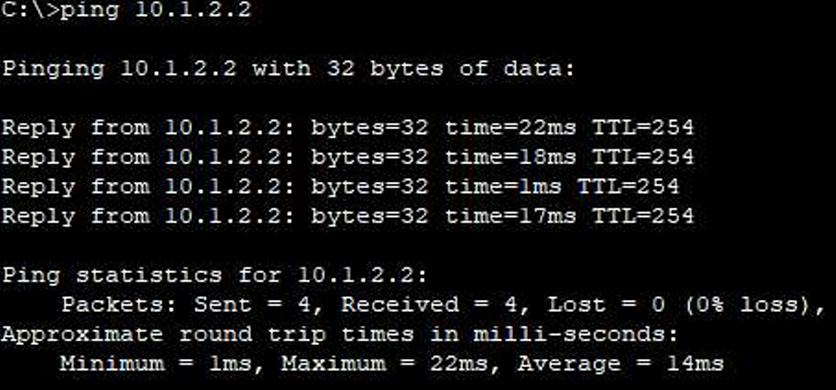 C:\>ping 10.1.2.2
Pinging 10.1.2.2 with 32 bytes of data:
Reply from 10.1.2.2: bytes=32 time=22ms TTL=254
Reply from 10.1.2.2: bytes=32 time=18ms TTL=254
Reply from 10.1.2.2: bytes=32 time=1ms TTL=254
Reply from 10.1.2.2: bytes=32 time=17ms TTL=254
Ping statistics for 10.1.2.2:
Packets: Sent = 4, Received = 4, Lost = 0 (0% loss),
Approximate round trip times in milli-seconds:
Minimum = 1ms, Maximum = 22ms, Average = 14ms